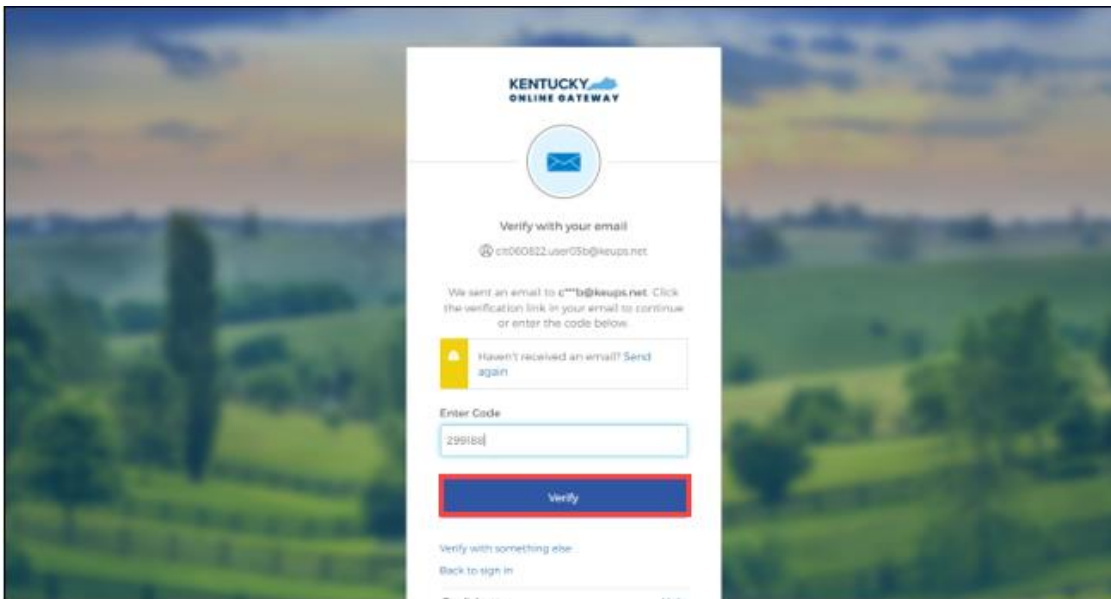 KENTUCKY
ONLINE GATEWAY
Verify with your email
We sent an email to c***b@keups.net. Click
the verification link in your email to continue
or enter the code below.
Haven't received an email? Send
again
Enter Code
299188
Verify
Verify with something else
Back to sign in